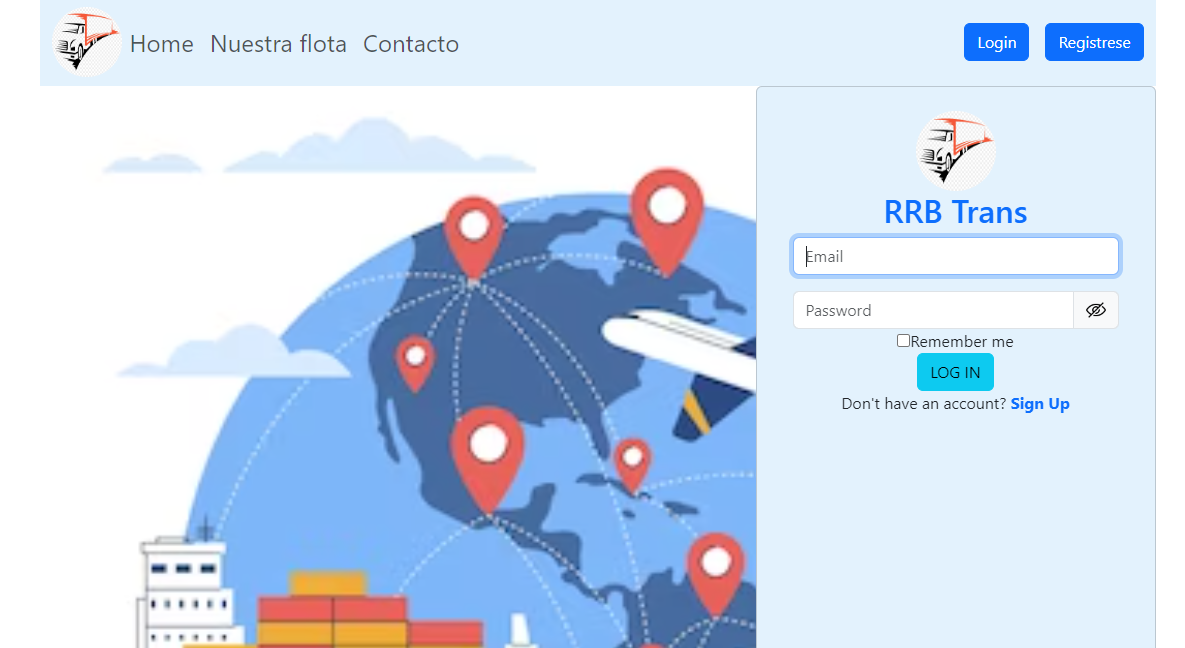 Home Nuestra flota Contacto Login Registrese
RRB Trans
Email
Password
Remember me
LOG IN
Don't have an account? Sign Up